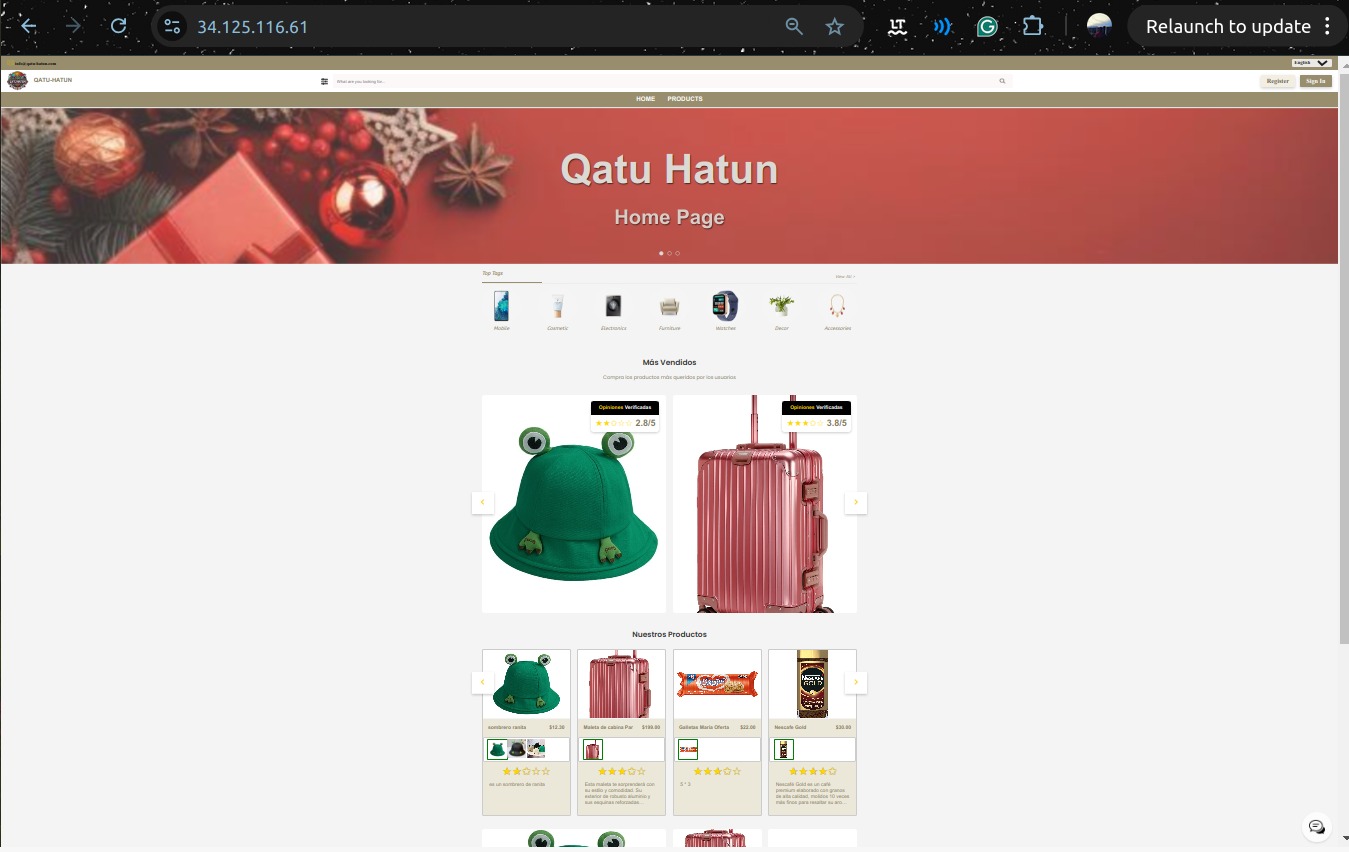 34.125.116.61
Relaunch to update
info@qatu-hatun.com
English
QATU-HATUN
What are you looking for...
Register
Sign In
HOME PRODUCTS
Qatu Hatun
Home Page
Top Tags
View All >
Mobile Cosmetic Electronics Furniture Watches Decor Accessories
Más Vendidos
Compra los productos más queridos por los usuarios
Opiniones Verificadas
2.8/5
Opiniones Verificadas
3.8/5
Nuestros Productos
sombrero ranita $12.30
Maleta de cabina Par $199.00
Galletas María Oferta $22.00
Nescafe Gold $30.00
es un sombrero de ranita
Esta maleta te sorprenderá con
su estilo y comodidad. Su
exterior de robusto aluminio y
sus esquinas reforzadas...
5 * 3
Nescafé Gold es un café
premium elaborado con granos
de alta calidad, molidos 10 veces
más finos para resaltar su aro...